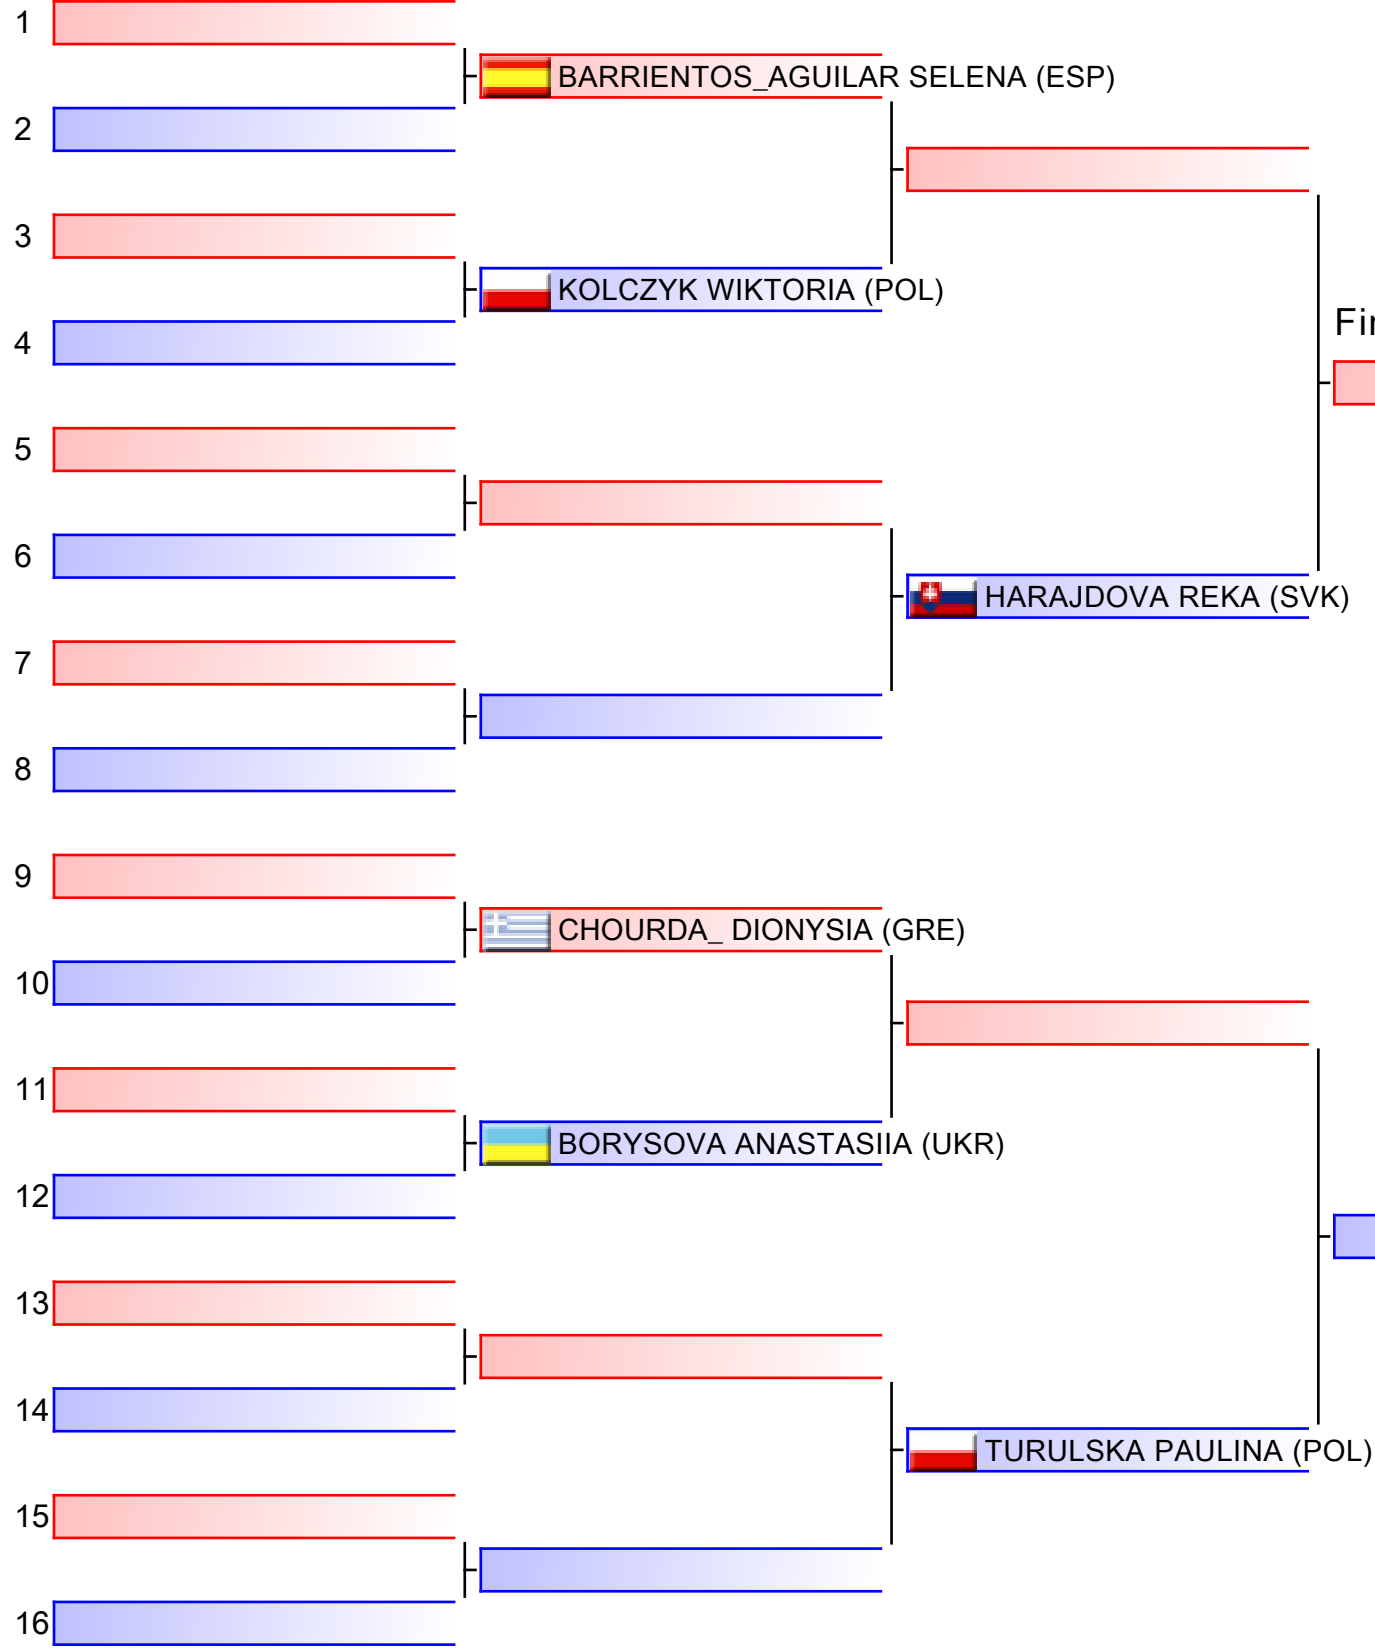 1
BARRIENTOS_AGUILAR SELENA (ESP)
2
3
KOLCZYK WIKTORIA (POL)
4
5
6
HARAJDOVA REKA (SVK)
7
8
9
CHOURDA_ DIONYSIA (GRE)
10
11
BORYSOVA ANASTASIIA (UKR)
12
13
14
TURULSKA PAULINA (POL)
15
16